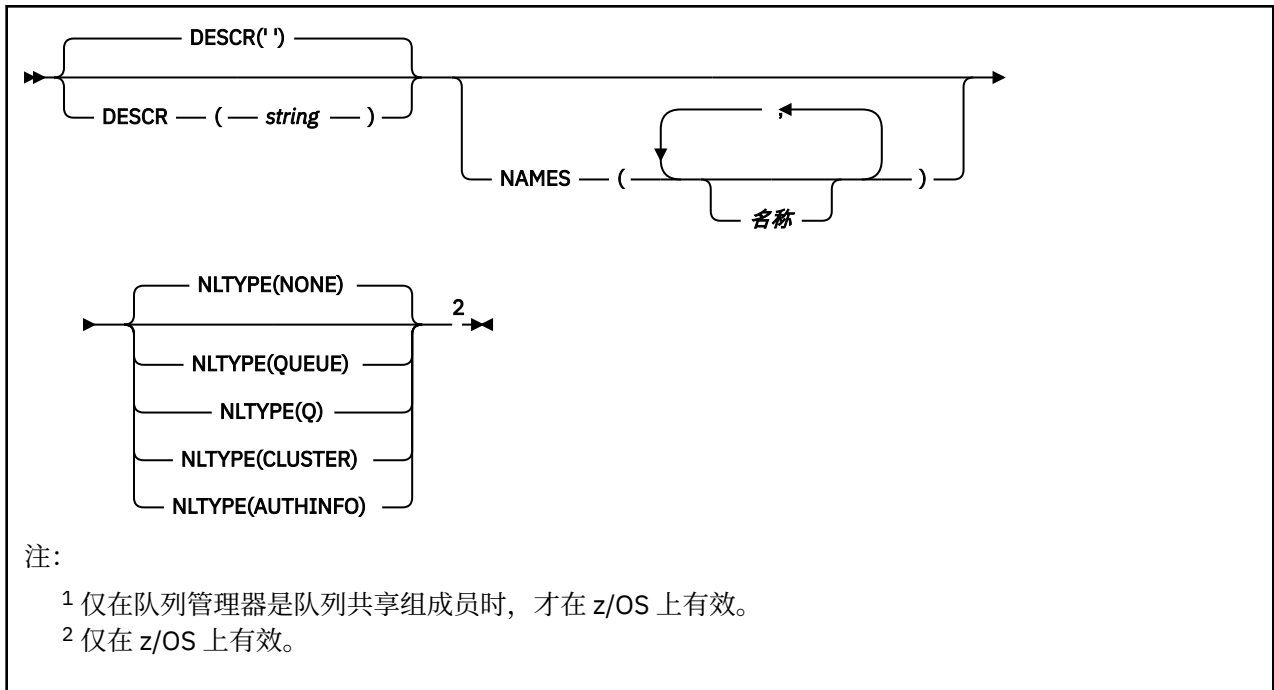 DESCR(' ')
DESCR ( string )
,
NAMES ( )
名称
NLTYPE(NONE)
2
NLTYPE(QUEUE)
NLTYPE(Q)
NLTYPE(CLUSTER)
NLTYPE(AUTHINFO)
注：
1 仅在队列管理器是队列共享组成员时，才在 z/OS 上有效。
2 仅在 z/OS 上有效。